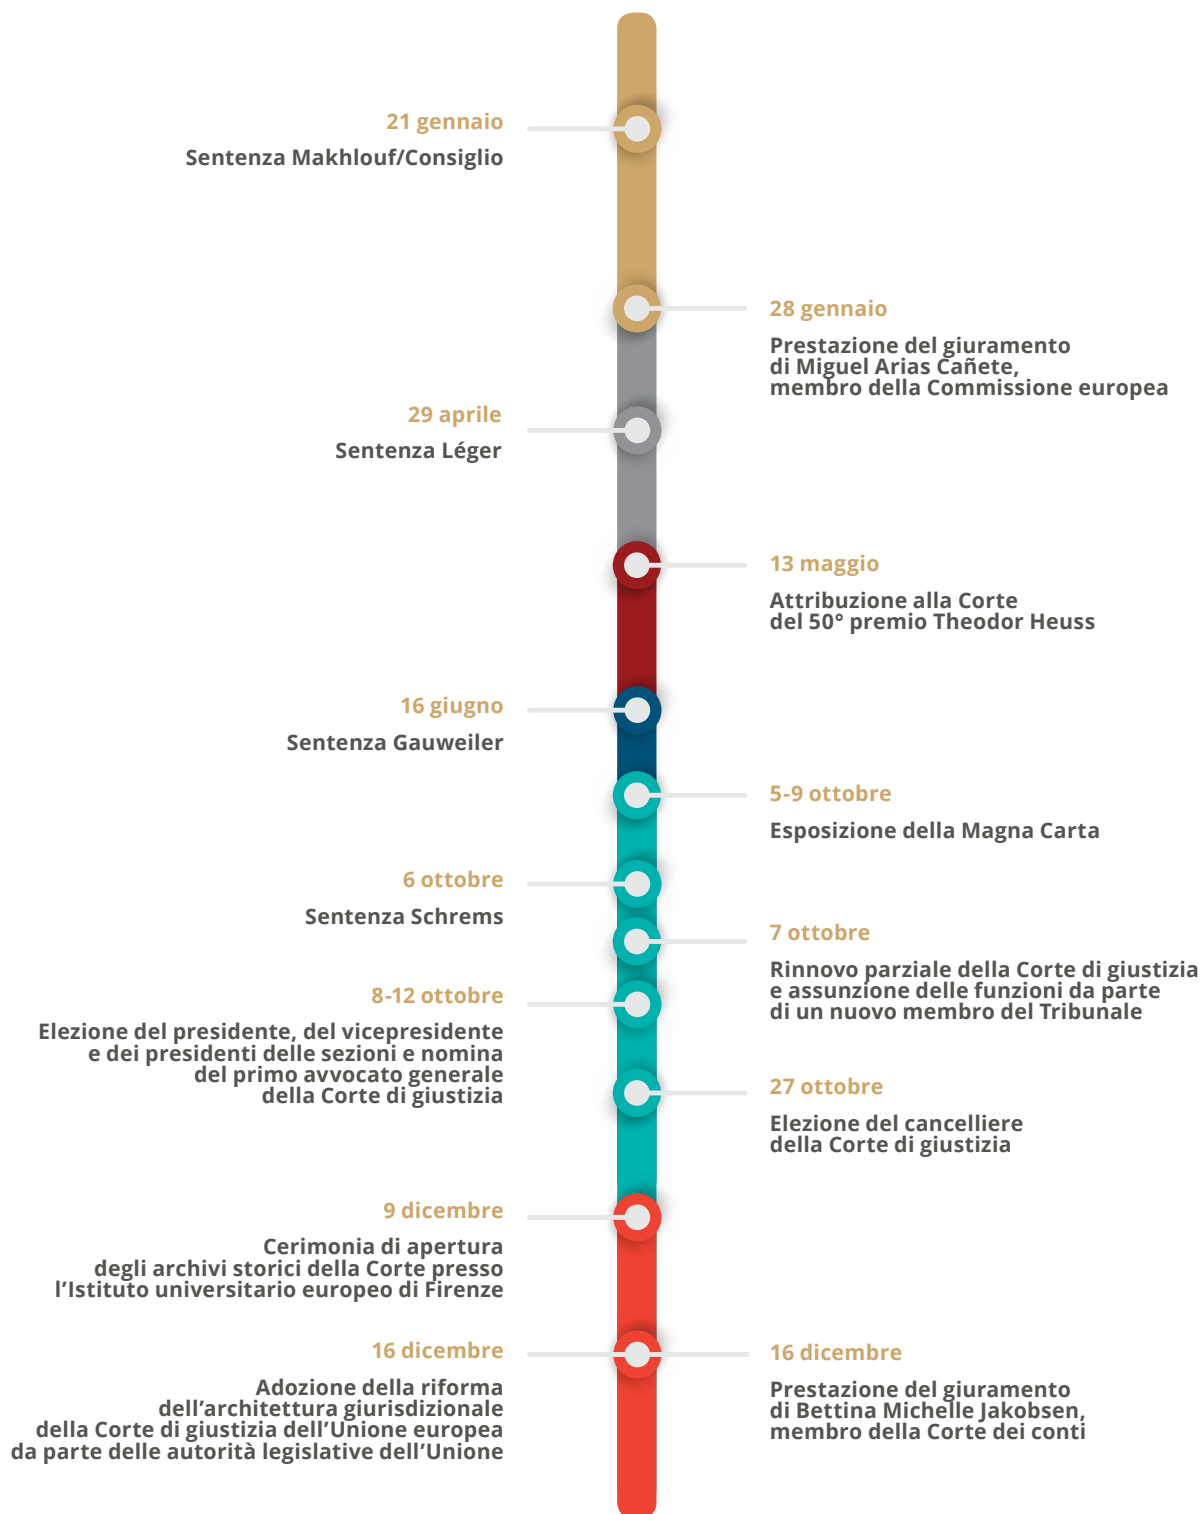 21 gennaio
Sentenza Makhlouf/Consiglio
28 gennaio
Prestazione del giuramento
di Miguel Arias Cañete,
membro della Commissione europea
29 aprile
Sentenza Léger
13 maggio
Attribuzione alla Corte
del 50° premio Theodor Heuss
16 giugno
Sentenza Gauweiler
5-9 ottobre
Esposizione della Magna Carta
6 ottobre
Sentenza Schrems
7 ottobre
Rinnovo parziale della Corte di giustizia
e assunzione delle funzioni da parte
di un nuovo membro del Tribunale
8-12 ottobre
Elezione del presidente, del vicepresidente
e dei presidenti delle sezioni e nomina
del primo avvocato generale
della Corte di giustizia
27 ottobre
Elezione del cancelliere
della Corte di giustizia
9 dicembre
Cerimonia di apertura
degli archivi storici della Corte presso
l’Istituto universitario europeo di Firenze
16 dicembre
Adozione della riforma
dell’architettura giurisdizionale
della Corte di giustizia dell’Unione europea
da parte delle autorità legislative dell’Unione
16 dicembre
Prestazione del giuramento
di Bettina Michelle Jakobsen,
membro della Corte dei conti